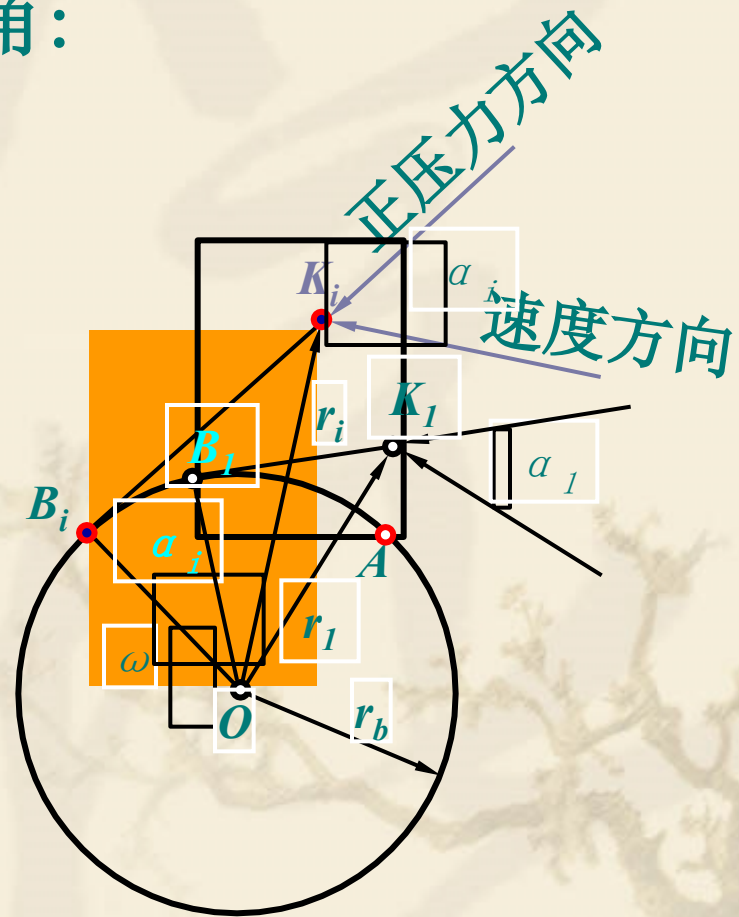 角：
正压力方向
K_i
α_i
速度方向
r_i
K_1
B_1
α_1
B_i
α_i
A
r_1
ω
O
r_b